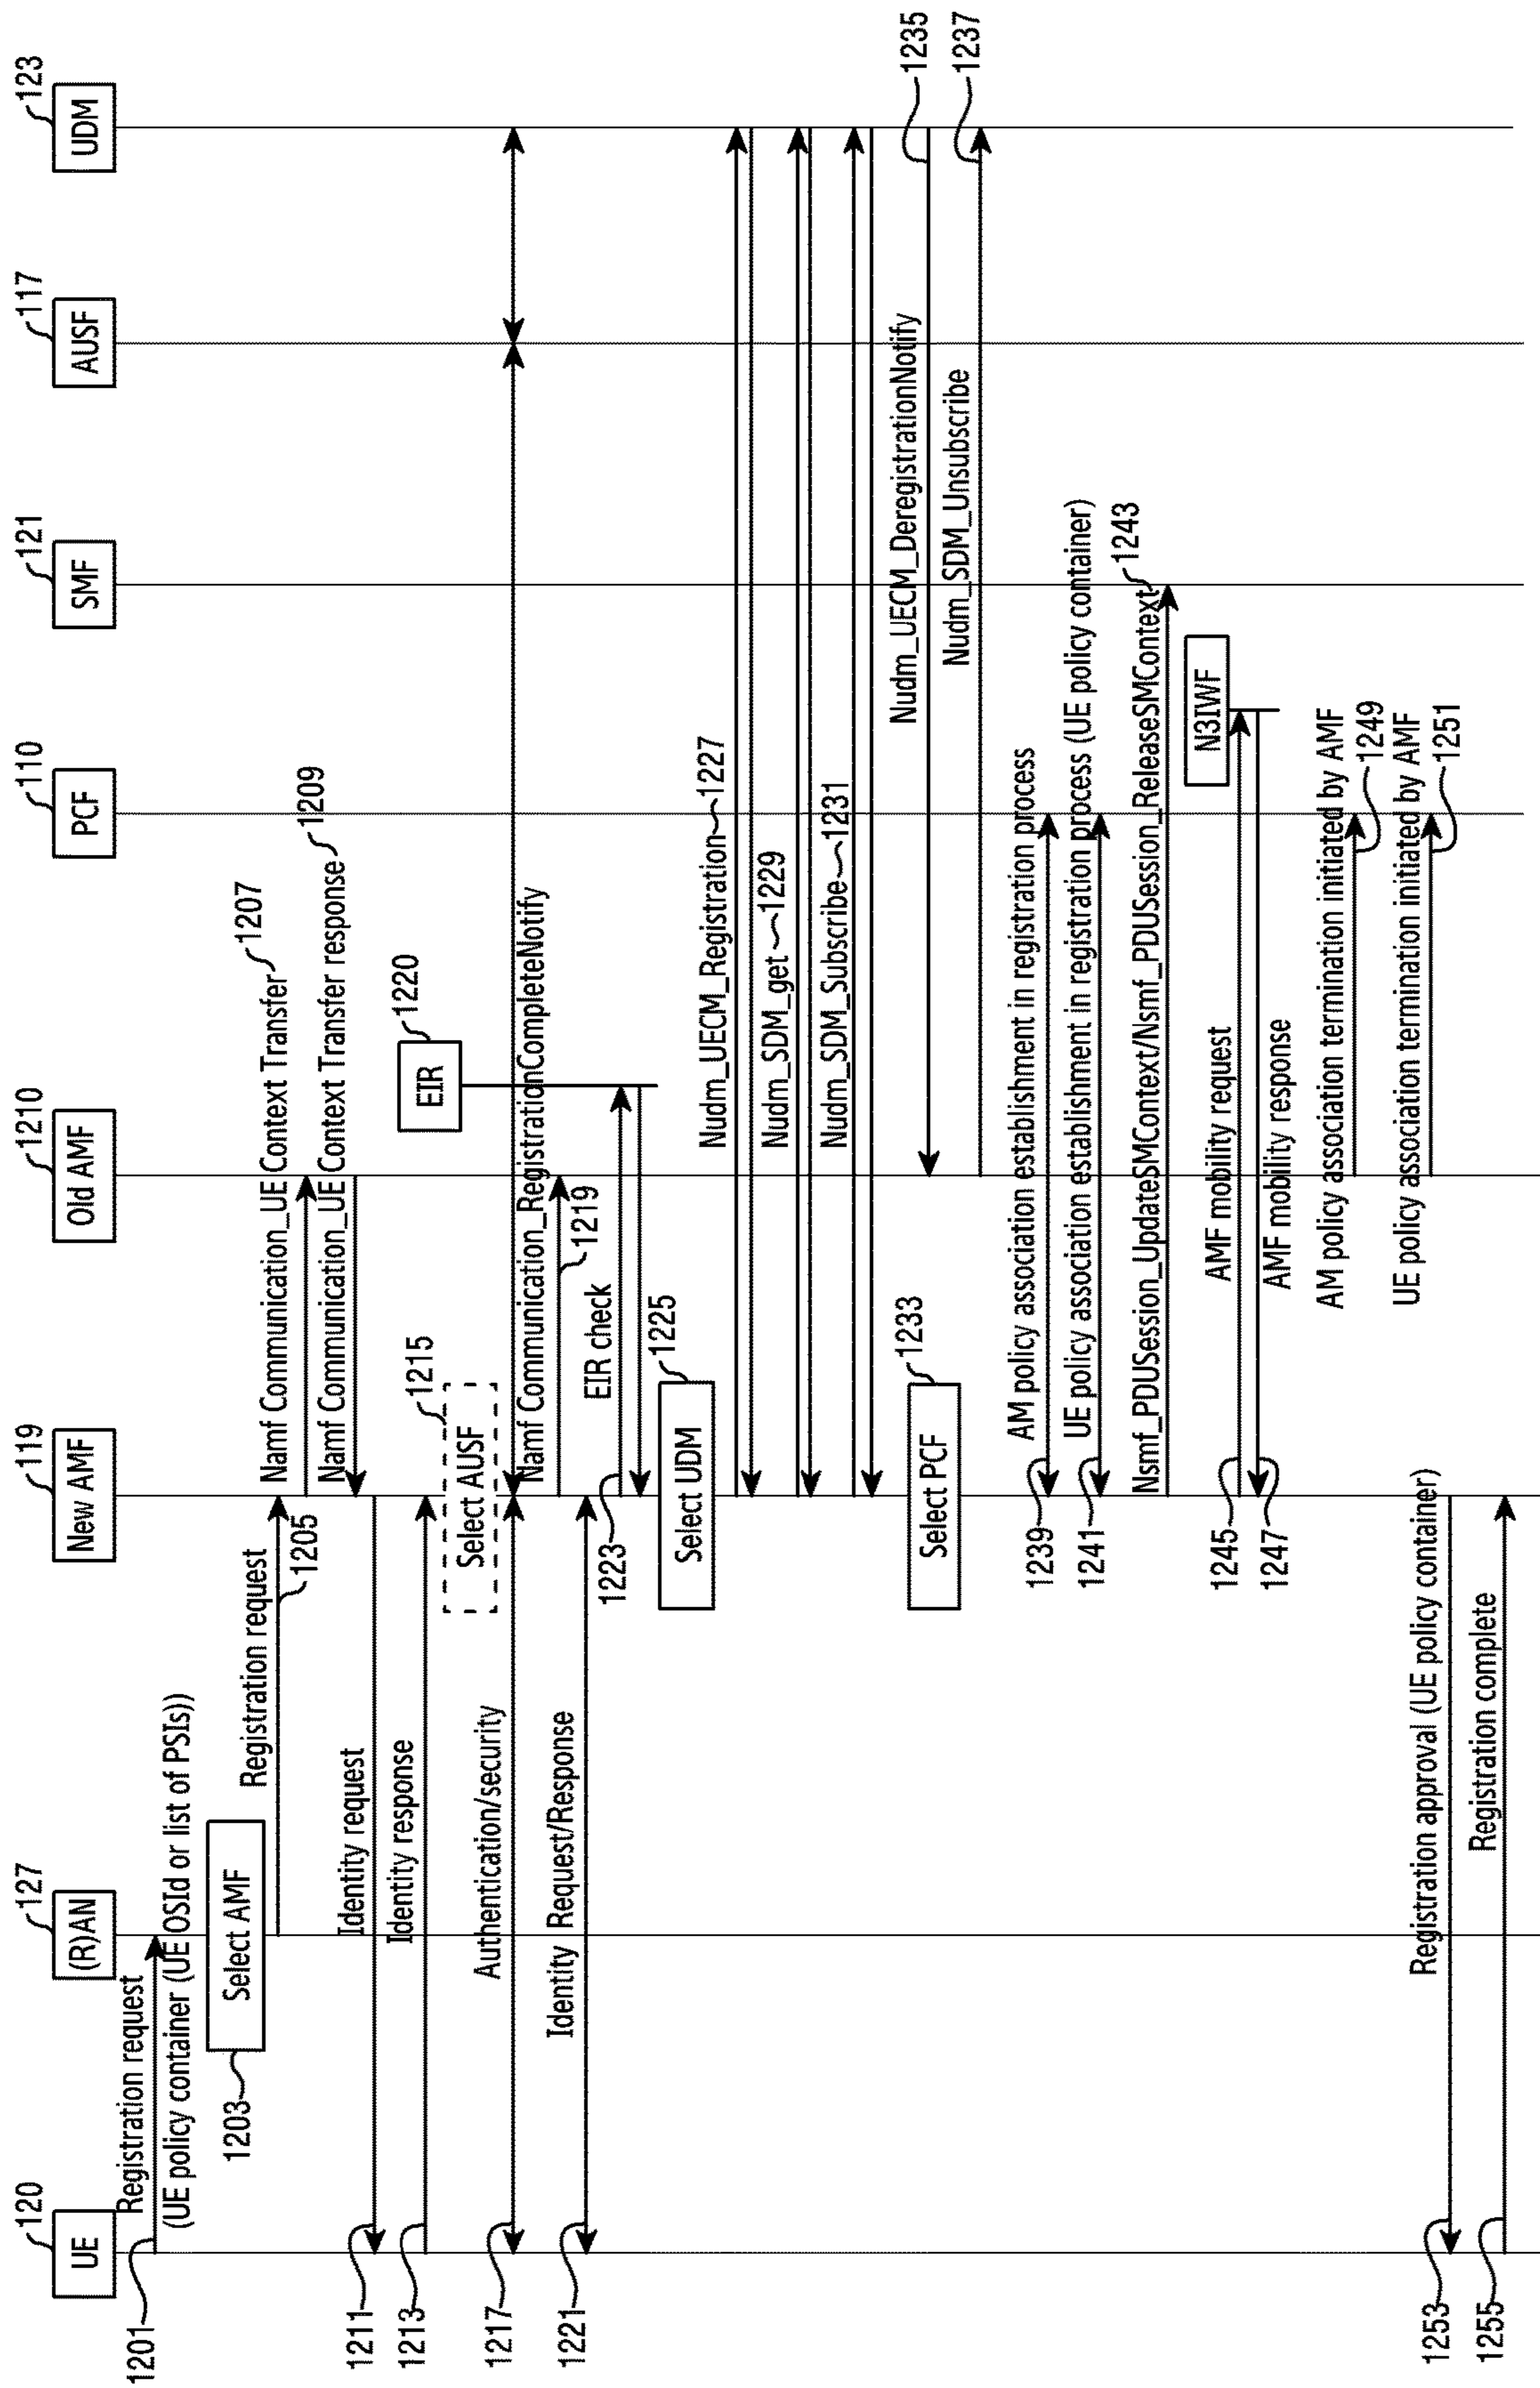 UE
120
(R)AN
127
New AMF
119
Old AMF
1210
PCF
110
SMF
121
AUSF
117
UDM
123
1201
Registration request
(UE policy container (UE OSId or list of PSIs))
1203
Select AMF
Registration request
1205
Namf Communication_UE Context Transfer
1207
Namf Communication_UE Context Transfer response
1209
1211
Identity request
1213
Identity response
EIR
1220
Select AUSF
1215
1217
Authentication/security
Namf Communication_RegistrationCompleteNotify
1219
1221
Identity Request/Response
1223
EIR check
Select UDM
1225
Nudm_UECM_Registration
1227
Nudm_SDM_get
1229
Nudm_SDM_Subscribe
1231
Select PCF
1233
Nudm_UECM_DeregistrationNotify
1235
Nudm_SDM_Unsubscribe
1237
1239
AM policy association establishment in registration process
1241
UE policy association establishment in registration process (UE policy container)
Nsmf_PDUSession_UpdateSMContext/Nsmf_PDUSession_ReleaseSMContext
1243
N3IWF
1245
AMF mobility request
1247
AMF mobility response
AM policy association termination initiated by AMF
1249
UE policy association termination initiated by AMF
1251
1253
Registration approval (UE policy container)
1255
Registration complete